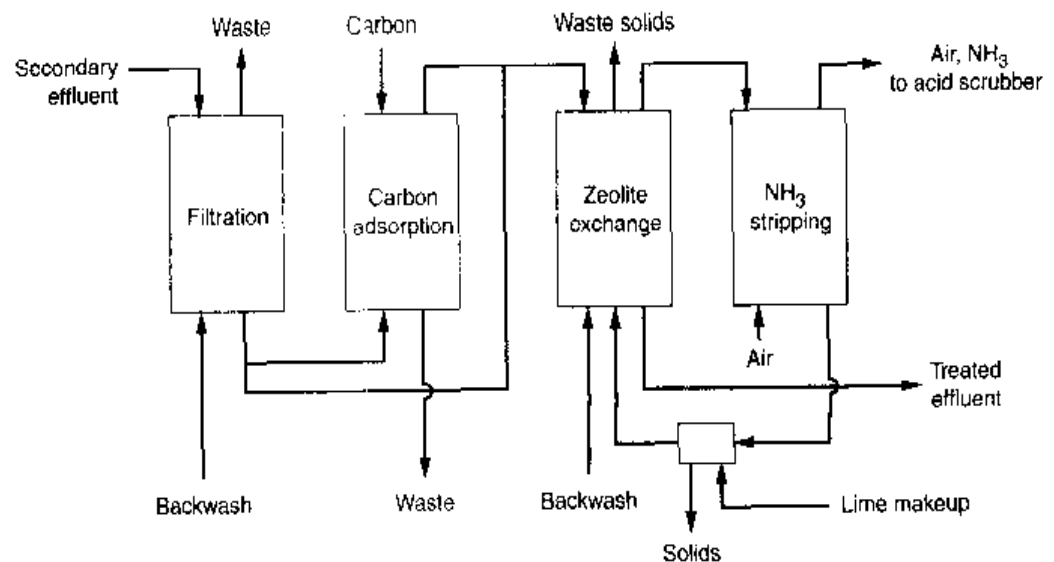 Waste
Carbon
Waste solids
Air, NH3
to acid scrubber
Secondary
effluent
Filtration
Carbon
adsorption
Zeolite
exchange
NH3
stripping
Air
Treated
effluent
Backwash
Waste
Backwash
Lime makeup
Solids